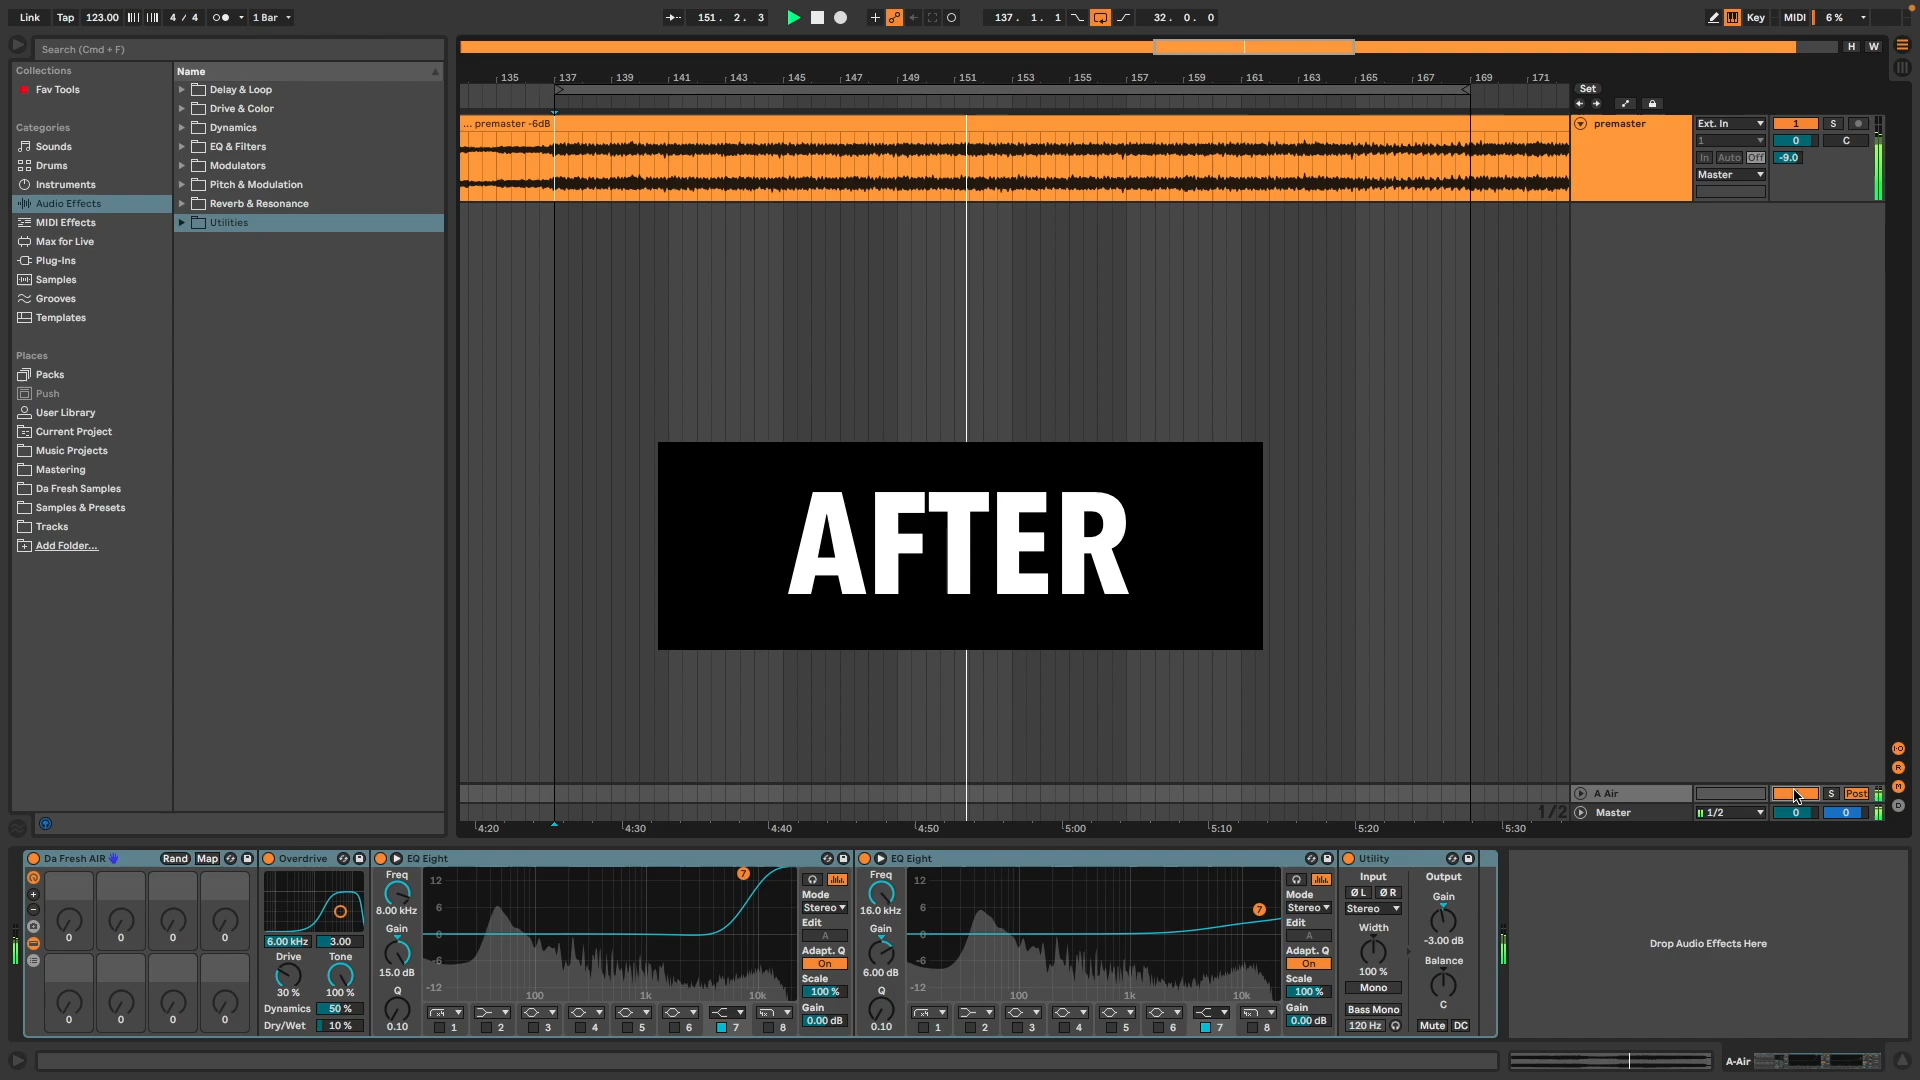 Link Tap 123.00 4 / 4 1 Bar 151. 2. 3 137. 1. 1 32. 0. 0 Key MIDI 6 %
Search (Cmd + F)
H W
Collections
Fav Tools
Categories
Sounds
Drums
Instruments
Audio Effects
MIDI Effects
Max for Live
Plug-Ins
Samples
Grooves
Templates
Places
Packs
Push
User Library
Current Project
Music Projects
Mastering
Da Fresh Samples
Samples & Presets
Tracks
Add Folder...
Name
Delay & Loop
Drive & Color
Dynamics
EQ & Filters
Modulators
Pitch & Modulation
Reverb & Resonance
Utilities
135 137 139 141 143 145 147 149 151 153 155 157 159 161 163 165 167 169 171
Set
... premaster -6dB
premaster
Ext. In 1 S
1 0 C
In Auto Off -9.0
Master
AFTER
A Air S Post
1/2 Master 1/2 0 0
4:20 4:30 4:40 4:50 5:00 5:10 5:20 5:30
Da Fresh AIR Rand Map
0 0 0 0
0 0 0 0
Overdrive
6.00 kHz 3.00
Drive Tone
30 % 100 %
Dynamics 50 %
Dry/Wet 10 %
EQ Eight
Freq
8.00 kHz
Gain
15.0 dB
Q
0.10
12
6
0
-6
-12
100 1k 10k
7
1 2 3 4 5 6 7 8
Mode
Stereo
Edit
A
Adapt. Q
On
Scale
100 %
Gain
0.00 dB
EQ Eight
Freq
16.0 kHz
Gain
6.00 dB
Q
0.10
12
6
0
-6
-12
100 1k 10k
7
1 2 3 4 5 6 7 8
Mode
Stereo
Edit
A
Adapt. Q
On
Scale
100 %
Gain
0.00 dB
Utility
Input Output
Ø L Ø R Gain
Stereo
Width -3.00 dB
100 % Balance
Mono
C
Bass Mono
120 Hz Mute DC
Drop Audio Effects Here
A-Air